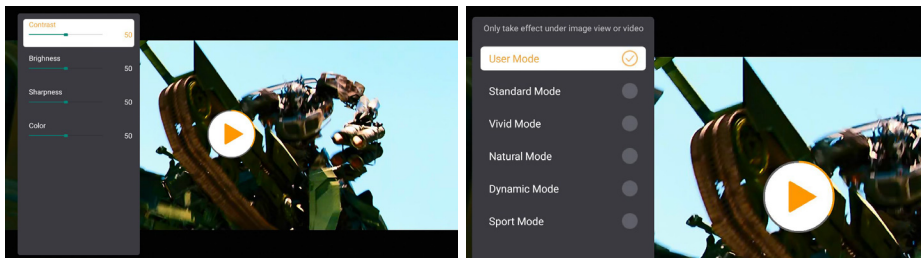 Contrast
50
Brighness
50
Sharpness
50
Color
50
Only take effect under image view or video
User Mode
Standard Mode
Vivid Mode
Natural Mode
Dynamic Mode
Sport Mode